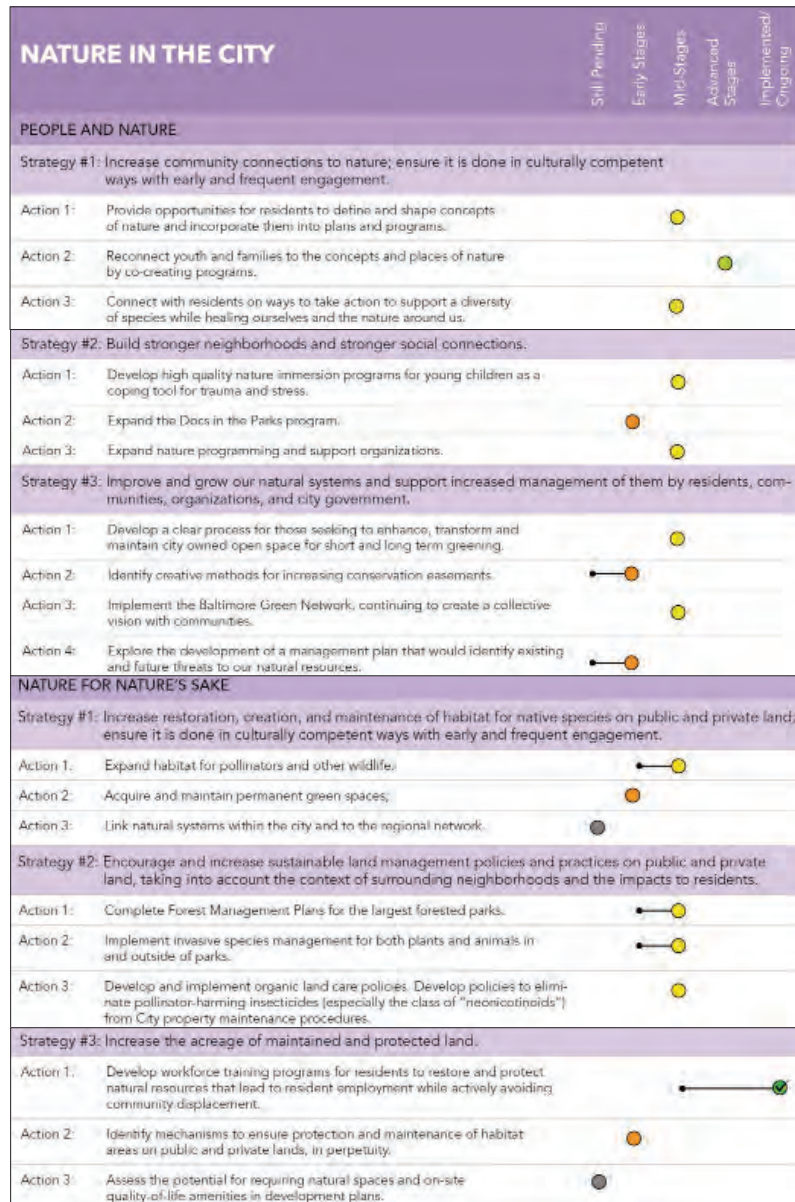 NATURE IN THE CITY
Still Pending
Early Stages
Mid-Stages
Advanced
Stages
Implemented/
Ongoing
PEOPLE AND NATURE
Strategy #1: Increase community connections to nature; ensure it is done in culturally competent
ways with early and frequent engagement.
Action 1: Provide opportunities for residents to define and shape concepts
of nature and incorporate them into plans and programs.
Action 2: Reconnect youth and families to the concepts and places of nature
by co-creating programs.
Action 3: Connect with residents on ways to take action to support a diversity
of species while healing ourselves and the nature around us.
Strategy #2: Build stronger neighborhoods and stronger social connections.
Action 1: Develop high quality nature immersion programs for young children as a
coping tool for trauma and stress.
Action 2: Expand the Docs in the Parks program.
Action 3: Expand nature programming and support organizations.
Strategy #3: Improve and grow our natural systems and support increased management of them by residents, com-
munities, organizations, and city government.
Action 1: Develop a clear process for those seeking to enhance, transform and
maintain city owned open space for short and long term greening.
Action 2: Identify creative methods for increasing conservation easements.
Action 3: Implement the Baltimore Green Network, continuing to create a collective
vision with communities.
Action 4: Explore the development of a management plan that would identify existing
and future threats to our natural resources.
NATURE FOR NATURE'S SAKE
Strategy #1: Increase restoration, creation, and maintenance of habitat for native species on public and private land;
ensure it is done in culturally competent ways with early and frequent engagement.
Action 1. Expand habitat for pollinators and other wildlife.
Action 2: Acquire and maintain permanent green spaces;
Action 3: Link natural systems within the city and to the regional network.
Strategy #2: Encourage and increase sustainable land management policies and practices on public and private
land, taking into account the context of surrounding neighborhoods and the impacts to residents.
Action 1: Complete Forest Management Plans for the largest forested parks.
Action 2: Implement invasive species management for both plants and animals in
and outside of parks.
Action 3: Develop and implement organic land care policies. Develop policies to elimi-
nate pollinator-harming insecticides (especially the class of "neonicotinoids")
from City property maintenance procedures.
Strategy #3: Increase the acreage of maintained and protected land.
Action 1. Develop workforce training programs for residents to restore and protect
natural resources that lead to resident employment while actively avoiding
community displacement.
Action 2: Identify mechanisms to ensure protection and maintenance of habitat
areas on public and private lands, in perpetuity.
Action 3: Assess the potential for requiring natural spaces and on-site
quality-of-life amenities in development plans.